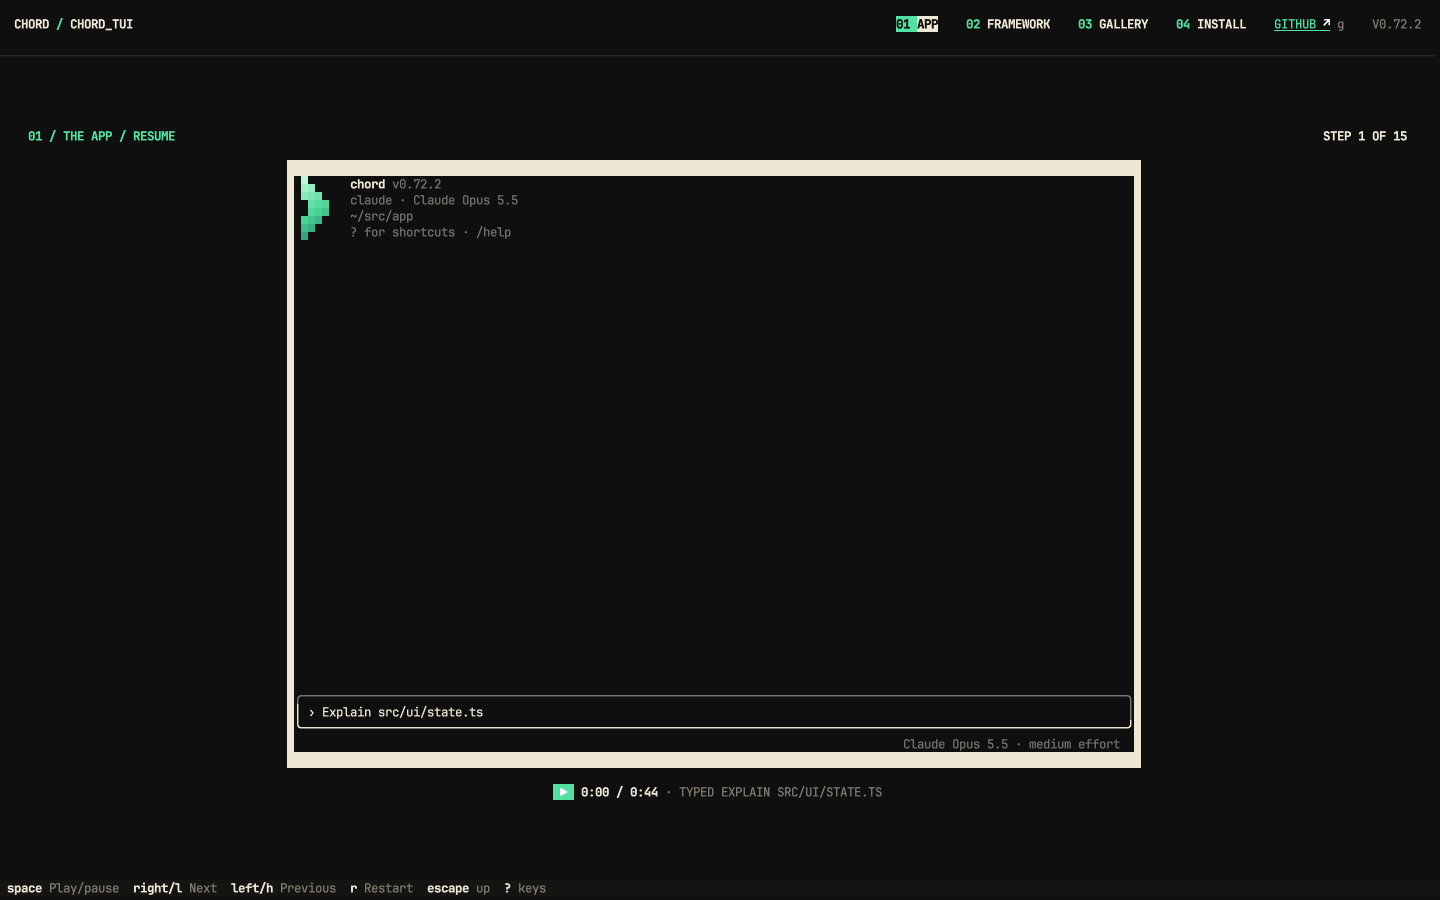 CHORD / CHORD_TUI 01 APP 02 FRAMEWORK 03 GALLERY 04 INSTALL GITHUB ↗ g V0.72.2
01 / THE APP / RESUME STEP 1 OF 15
chord v0.72.2
claude · Claude Opus 5.5
~/src/app
? for shortcuts · /help
› Explain src/ui/state.ts
Claude Opus 5.5 · medium effort
▶ 0:00 / 0:44 · TYPED EXPLAIN SRC/UI/STATE.TS
space Play/pause right/l Next left/h Previous r Restart escape up ? keys